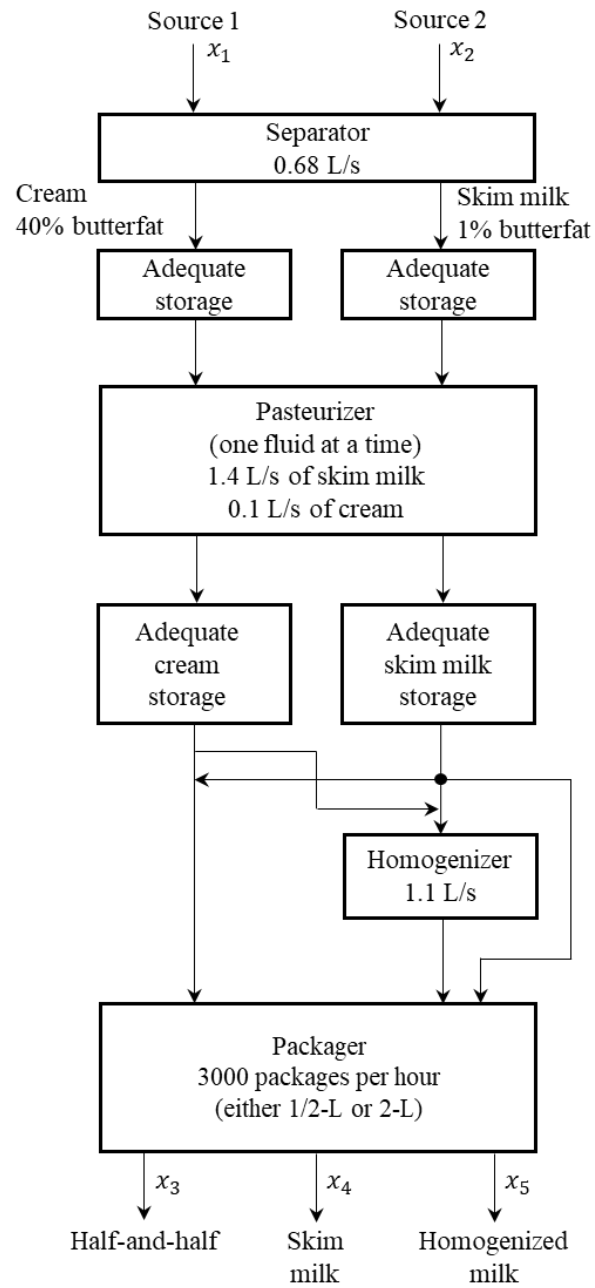 Source 1
Source 2
x₁
x₂
Separator
0.68 L/s
Cream
40% butterfat
Skim milk
1% butterfat
Adequate
storage
Adequate
storage
Pasteurizer
(one fluid at a time)
1.4 L/s of skim milk
0.1 L/s of cream
Adequate
cream
storage
Adequate
skim milk
storage
Homogenizer
1.1 L/s
Packager
3000 packages per hour
(either 1/2-L or 2-L)
x₃
x₄
x₅
Half-and-half
Skim
milk
Homogenized
milk